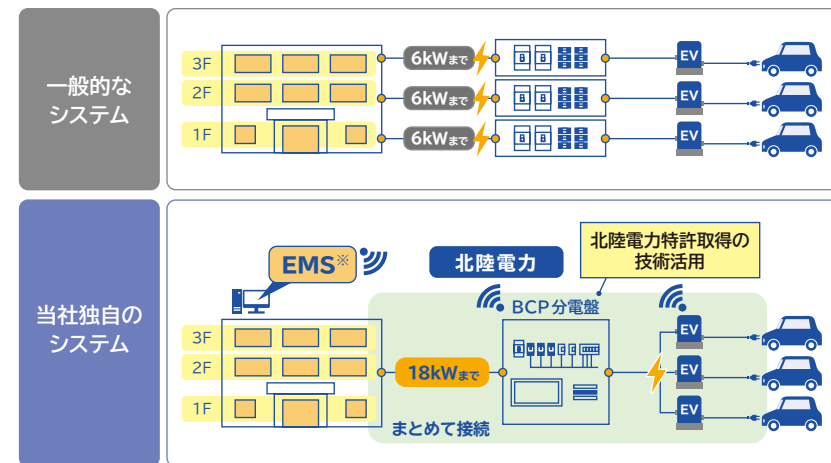 一般的な
システム
3F
2F
1F
6kWまで
6kWまで
6kWまで
EV
EV
EV
当社独自の
システム
EMS※
北陸電力
北陸電力特許取得の
技術活用
BCP分電盤
3F
2F
1F
18kWまで
EV
EV
EV
まとめて接続